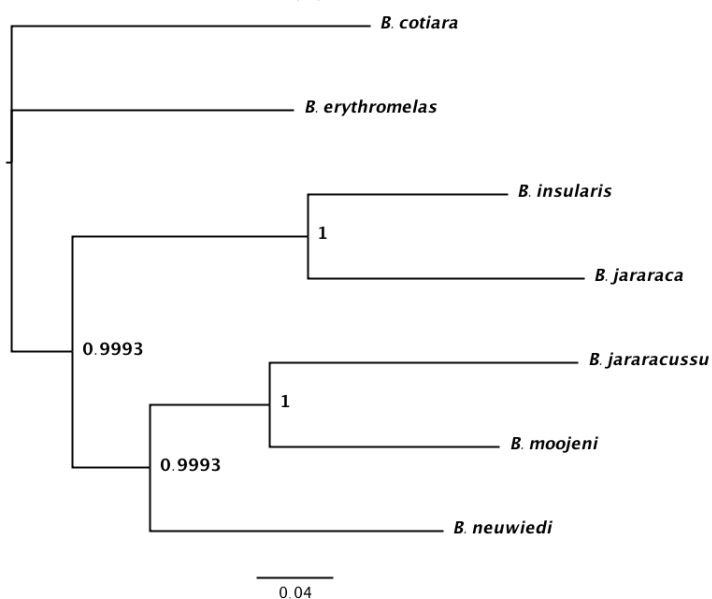 B. cotiara
B. erythromelas
B. insularis
1
B. jararaca
0.9993
B. jararacussu
1
B. moojeni
0.9993
B. neuwiedi
0.04